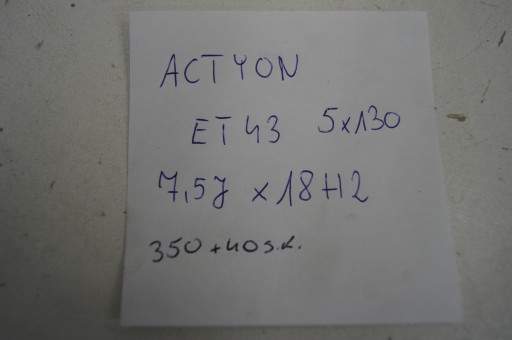 ACTYON
ET 43 5x130
7,5J x 18 H2
350 + 40 s.k.